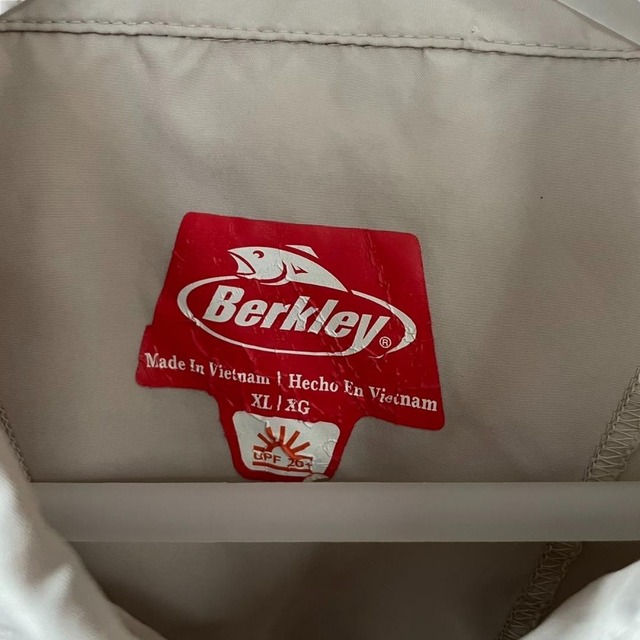 Berkley®
Made In Vietnam | Hecho En Vietnam
XL | XG
UPF 20+